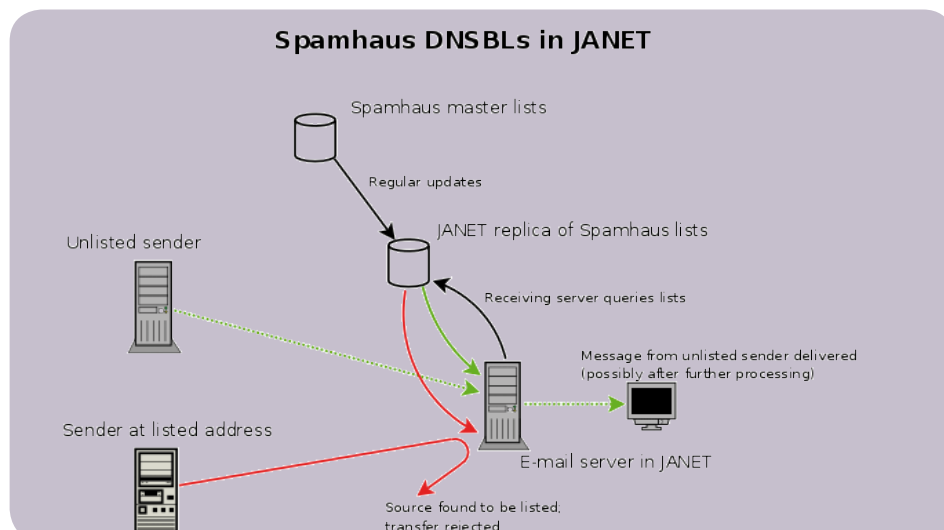 Spamhaus DNSBLs in JANET
Spamhaus master lists
Regular updates
JANET replica of Spamhaus lists
Unlisted sender
Receiving server queries lists
Message from unlisted sender delivered
(possibly after further processing)
Sender at listed address
E-mail server in JANET
Source found to be listed;
transfer rejected